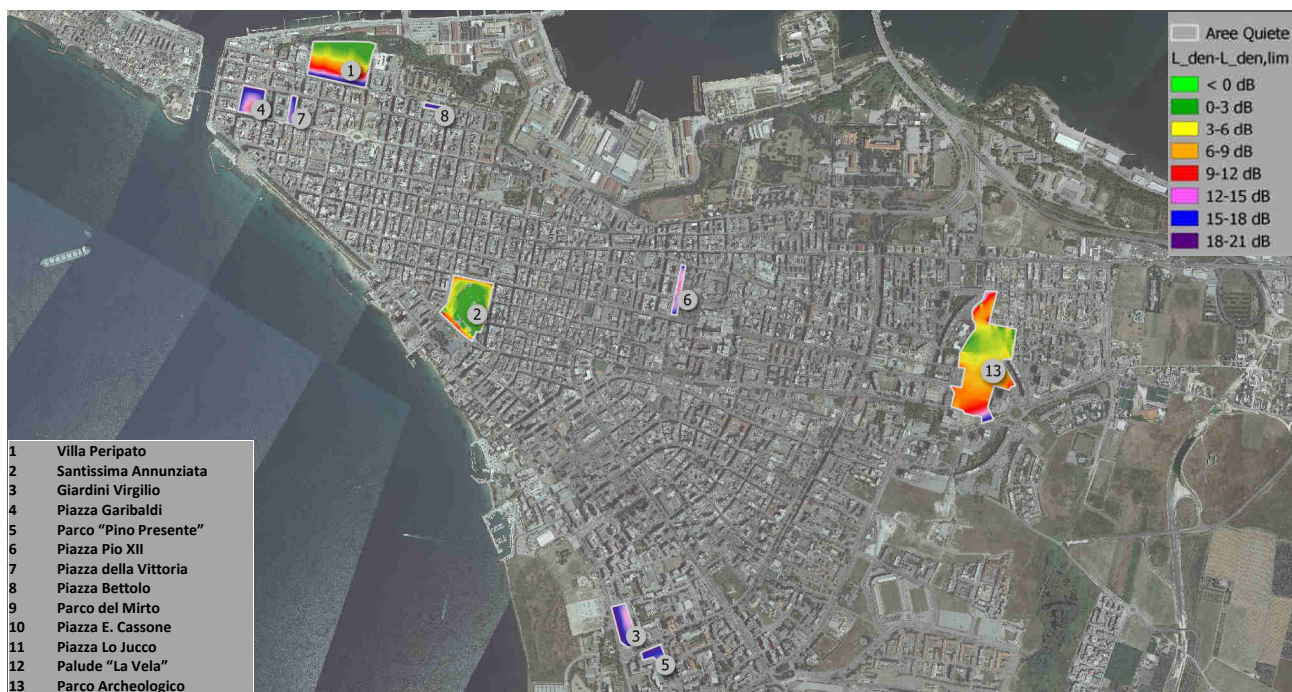 Aree Quiete
L_den-L_den,lim
< 0 dB
0-3 dB
3-6 dB
6-9 dB
9-12 dB
12-15 dB
15-18 dB
18-21 dB
1
4
7
8
2
6
13
3
5
1 Villa Peripato
2 Santissima Annunziata
3 Giardini Virgilio
4 Piazza Garibaldi
5 Parco “Pino Presente”
6 Piazza Pio XII
7 Piazza della Vittoria
8 Piazza Bettolo
9 Parco del Mirto
10 Piazza E. Cassone
11 Piazza Lo Jucco
12 Palude “La Vela”
13 Parco Archeologico